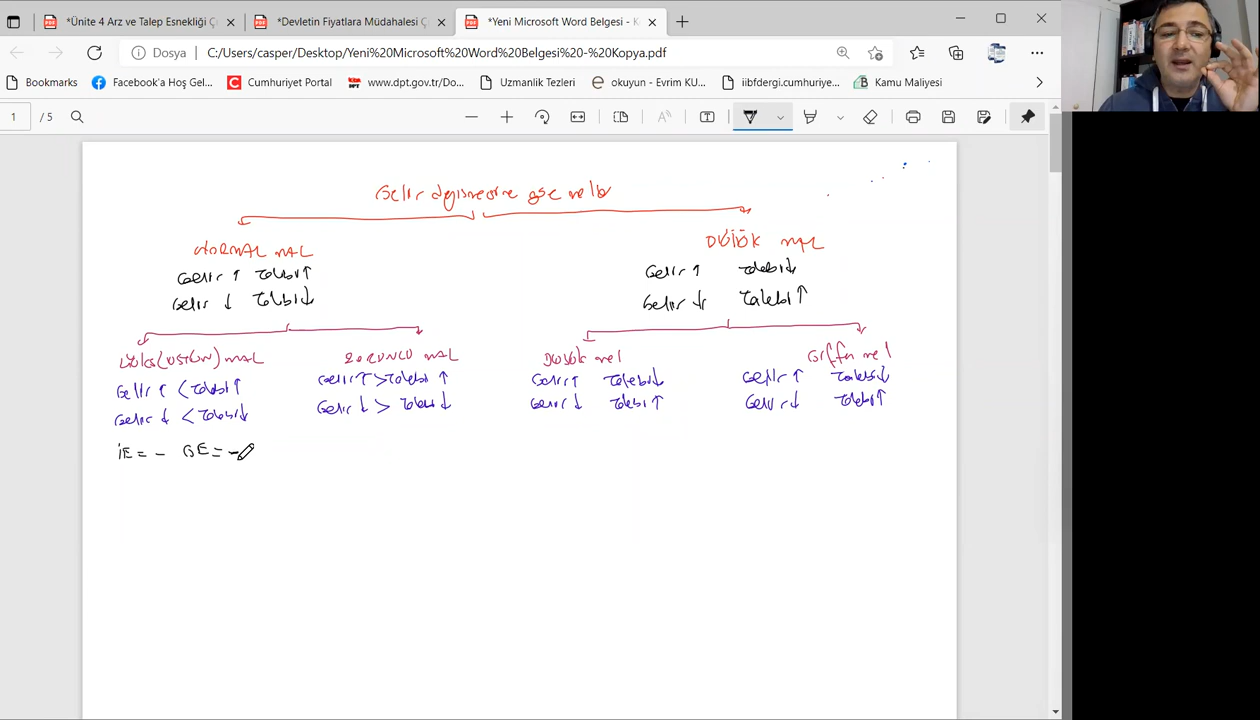 *Ünite 4 Arz ve Talep Esnekliği Ç
*Devletin Fiyatlara Müdahalesi Ç
*Yeni Microsoft Word Belgesi - K
Dosya
C:/Users/casper/Desktop/Yeni%20Microsoft%20Word%20Belgesi%20-%20Kopya.pdf
Bookmarks
Facebook'a Hoş Gel...
Cumhuriyet Portal
www.dpt.gov.tr/Do...
Uzmanlık Tezleri
okuyun - Evrim KU...
iibfdergi.cumhuriye...
Kamu Maliyesi
1 / 5
Gelir değişmesine göre mallar
NORMAL MAL
DÜŞÜK MAL
Gelir ↑ Talebi ↑
Gelir ↑ Talebi ↓
Gelir ↓ Talebi ↓
Gelir ↓ Talebi ↑
Lüks (ÜSTÜN) MAL
ZORUNLU MAL
DÜŞÜK mal
Giffen mal
Gelir ↑ < Talebi ↑
Gelir ↑ > Talebi ↑
Gelir ↑ Talebi ↓
Gelir ↑ Talebi ↓
Gelir ↓ < Talebi ↓
Gelir ↓ > Talebi ↓
Gelir ↓ Talebi ↑
Gelir ↓ Talebi ↑
İE = - GE = -